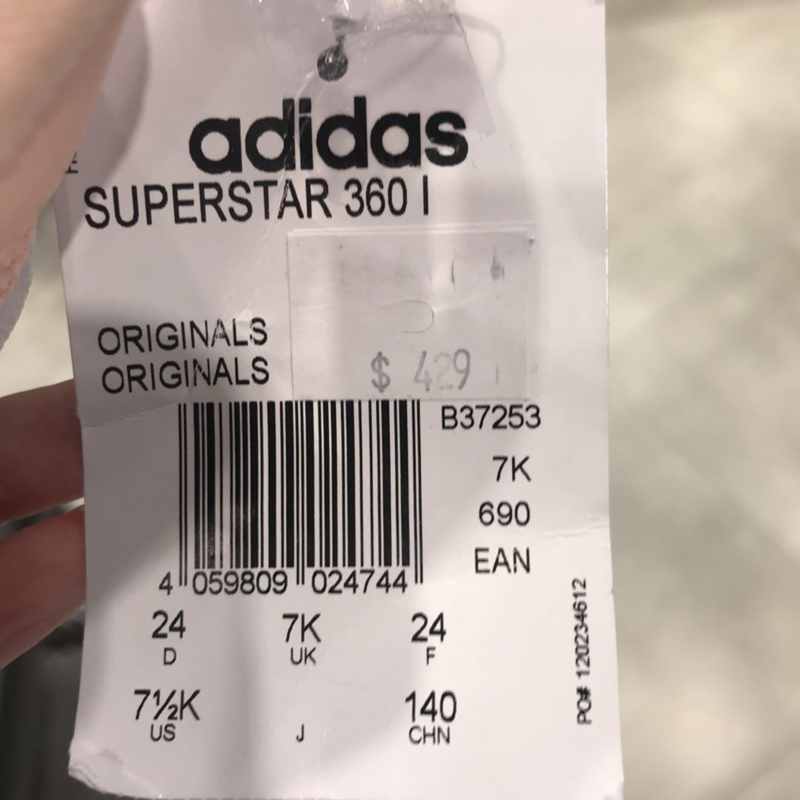 adidas
SUPERSTAR 360 I
ORIGINALS
ORIGINALS
$ 429
B37253
7K
690
EAN
4 059809 024744
24 7K 24
D UK F
7½K 140
US J CHN
PO# 120234612